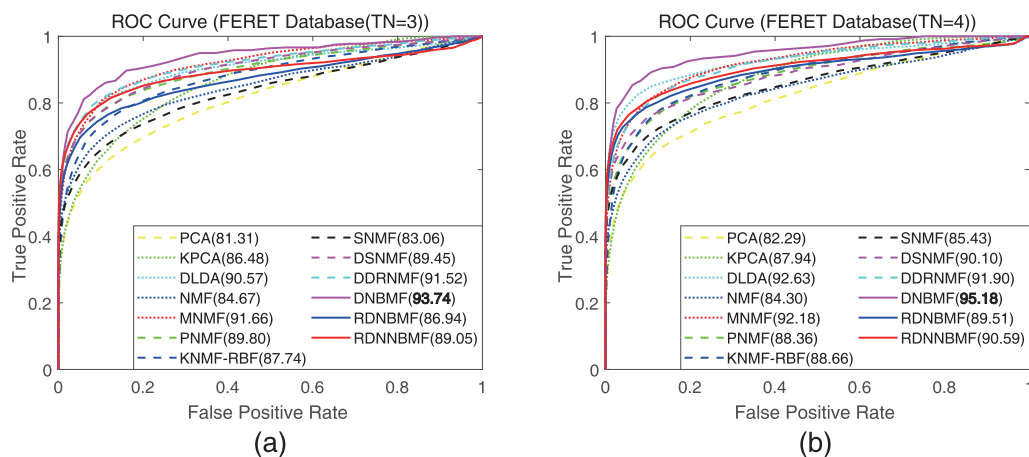 ROC Curve (FERET Database(TN=3))
True Positive Rate
1
0.8
0.6
0.4
0.2
0
PCA(81.31)
KPCA(86.48)
DLDA(90.57)
NMF(84.67)
MNMF(91.66)
PNMF(89.80)
KNMF-RBF(87.74)
SNMF(83.06)
DSNMF(89.45)
DDRNMF(91.52)
DNBMF(93.74)
RDNBMF(86.94)
RDNNBMF(89.05)
0 0.2 0.4 0.6 0.8 1
False Positive Rate
(a)
ROC Curve (FERET Database(TN=4))
True Positive Rate
1
0.8
0.6
0.4
0.2
0
PCA(82.29)
KPCA(87.94)
DLDA(92.63)
NMF(84.30)
MNMF(92.18)
PNMF(88.36)
KNMF-RBF(88.66)
SNMF(85.43)
DSNMF(90.10)
DDRNMF(91.90)
DNBMF(95.18)
RDNBMF(89.51)
RDNNBMF(90.59)
0 0.2 0.4 0.6 0.8 1
False Positive Rate
(b)